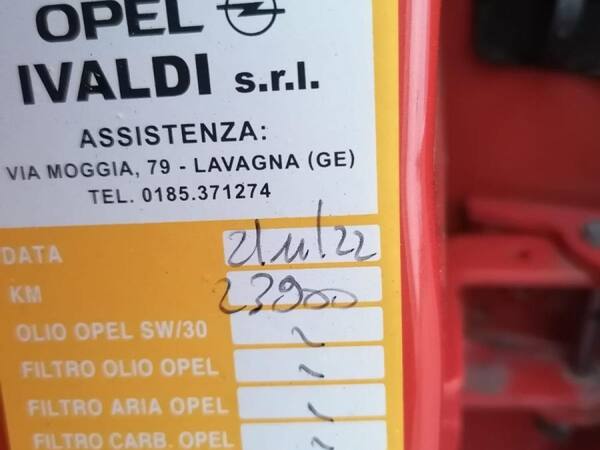 OPEL
IVALDI s.r.l.
ASSISTENZA:
VIA MOGGIA, 79 - LAVAGNA (GE)
TEL. 0185.371274
DATA 21/11/22
KM 23900
OLIO OPEL 5W/30
FILTRO OLIO OPEL
FILTRO ARIA OPEL
FILTRO CARB. OPEL